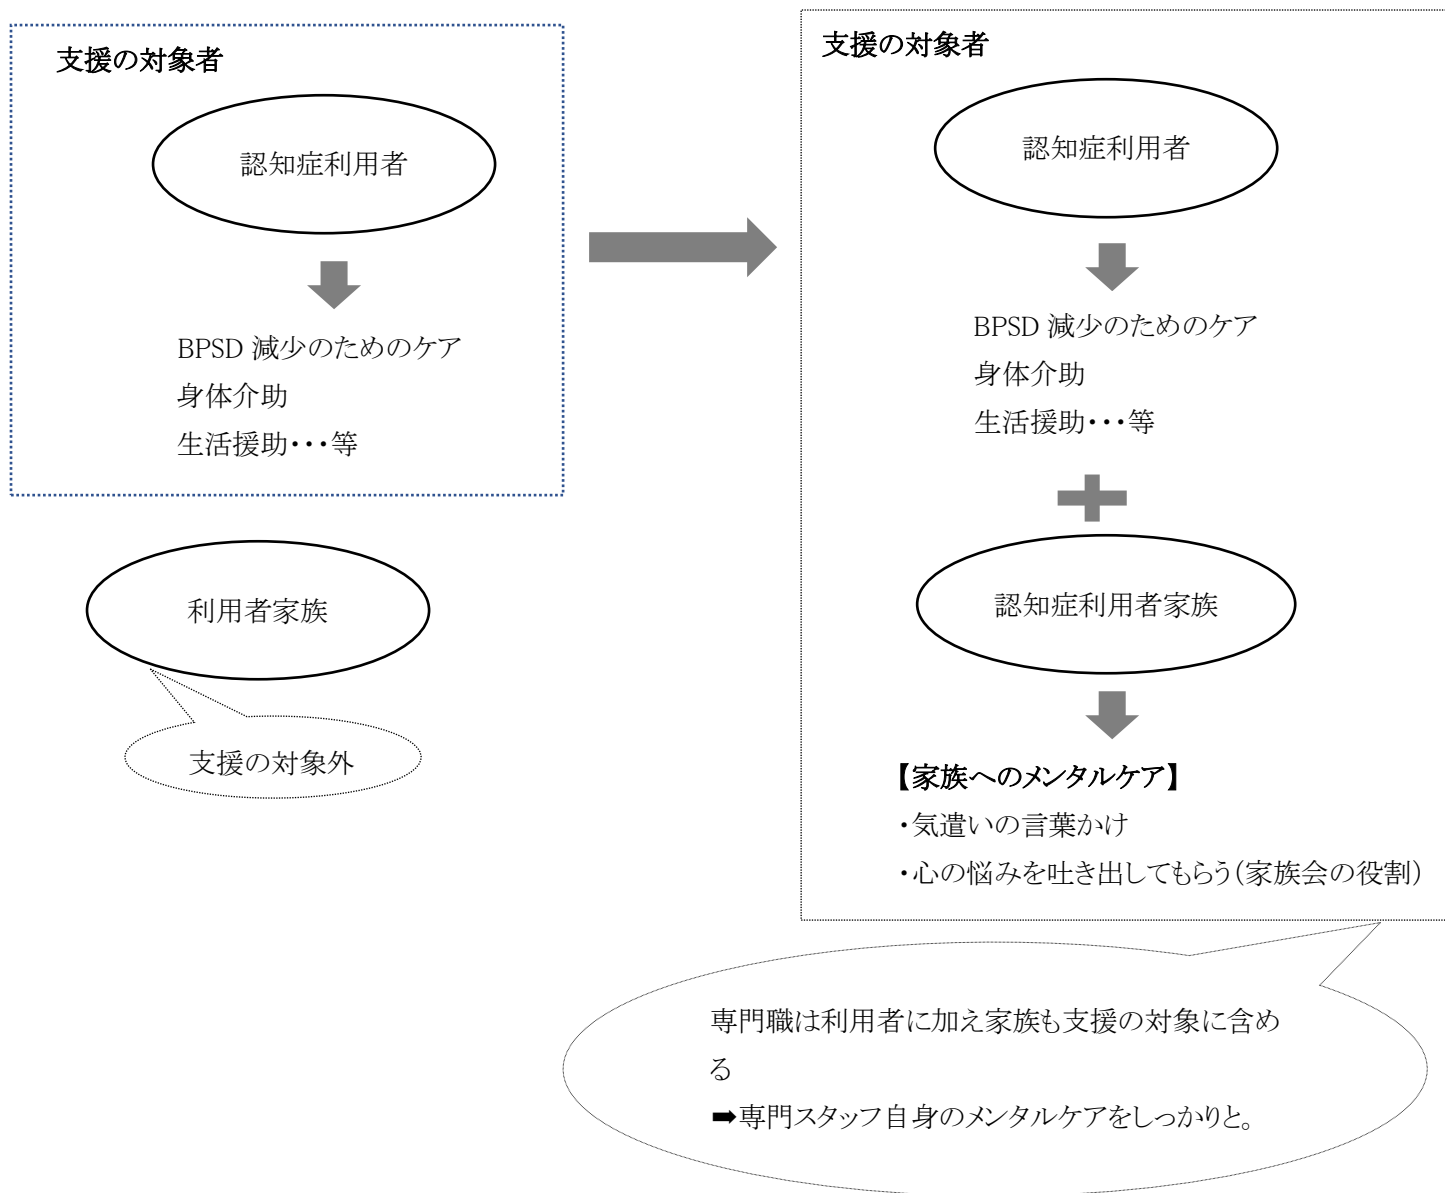 支援の対象者
認知症利用者
BPSD 減少のためのケア
身体介助
生活援助・・・等
利用者家族
支援の対象外
支援の対象者
認知症利用者
BPSD 減少のためのケア
身体介助
生活援助・・・等
認知症利用者家族
【家族へのメンタルケア】
・気遣いの言葉かけ
・心の悩みを吐き出してもらう(家族会の役割)
専門職は利用者に加え家族も支援の対象に含め
る
➡専門スタッフ自身のメンタルケアをしっかりと。